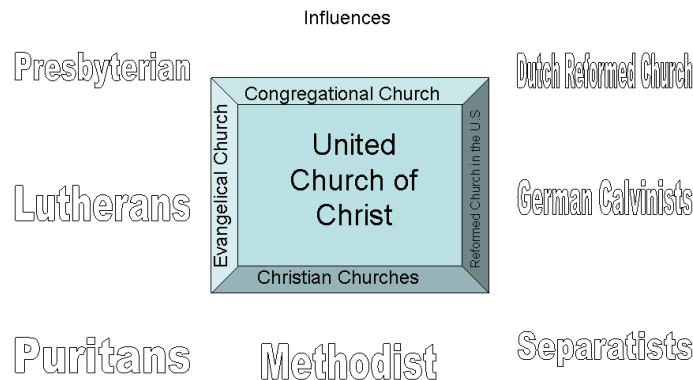 Influences
Presbyterian
Dutch Reformed Church
Congregational Church
Evangelical Church
United
Church of
Christ
Reformed Church in the U.S
Lutherans
German Calvinists
Christian Churches
Puritans
Methodist
Separatists